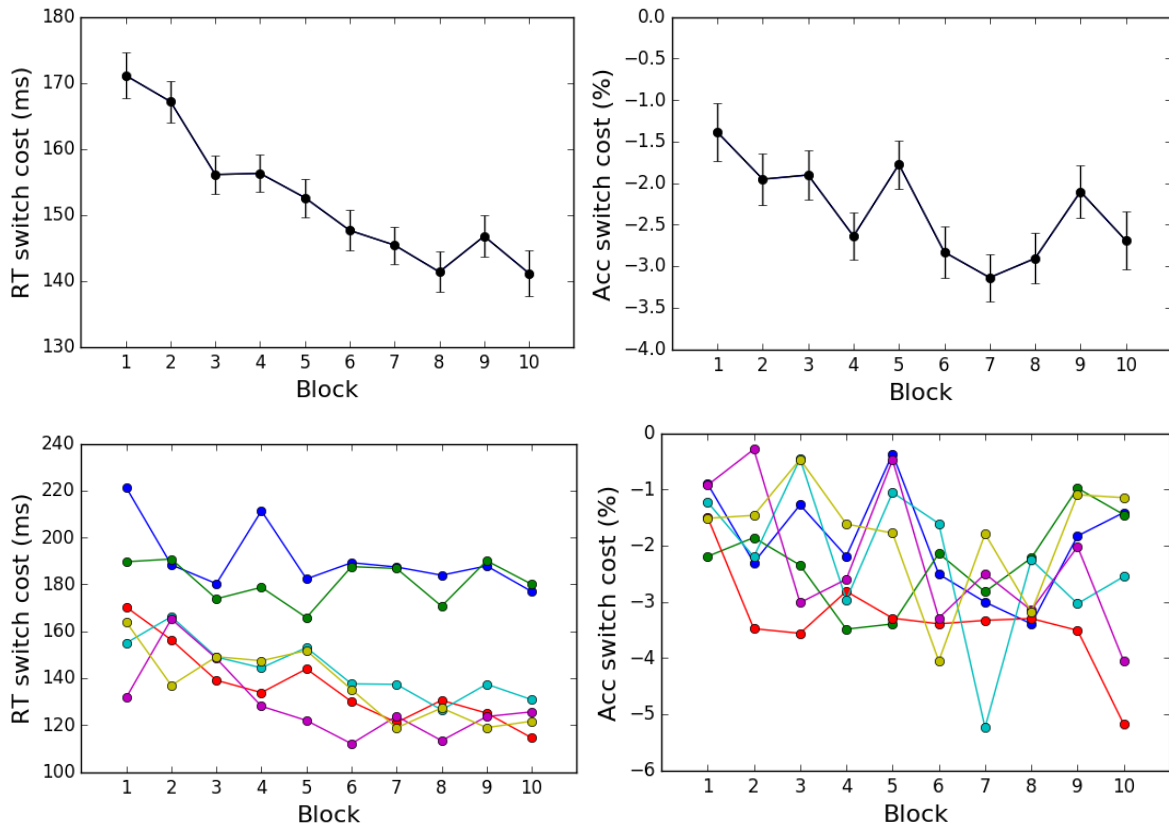 180
170
160
150
140
130
RT switch cost (ms)
1 2 3 4 5 6 7 8 9 10
Block
0.0
−0.5
−1.0
−1.5
−2.0
−2.5
−3.0
−3.5
−4.0
Acc switch cost (%)
1 2 3 4 5 6 7 8 9 10
Block
240
220
200
180
160
140
120
100
RT switch cost (ms)
1 2 3 4 5 6 7 8 9 10
Block
0
−1
−2
−3
−4
−5
−6
Acc switch cost (%)
1 2 3 4 5 6 7 8 9 10
Block